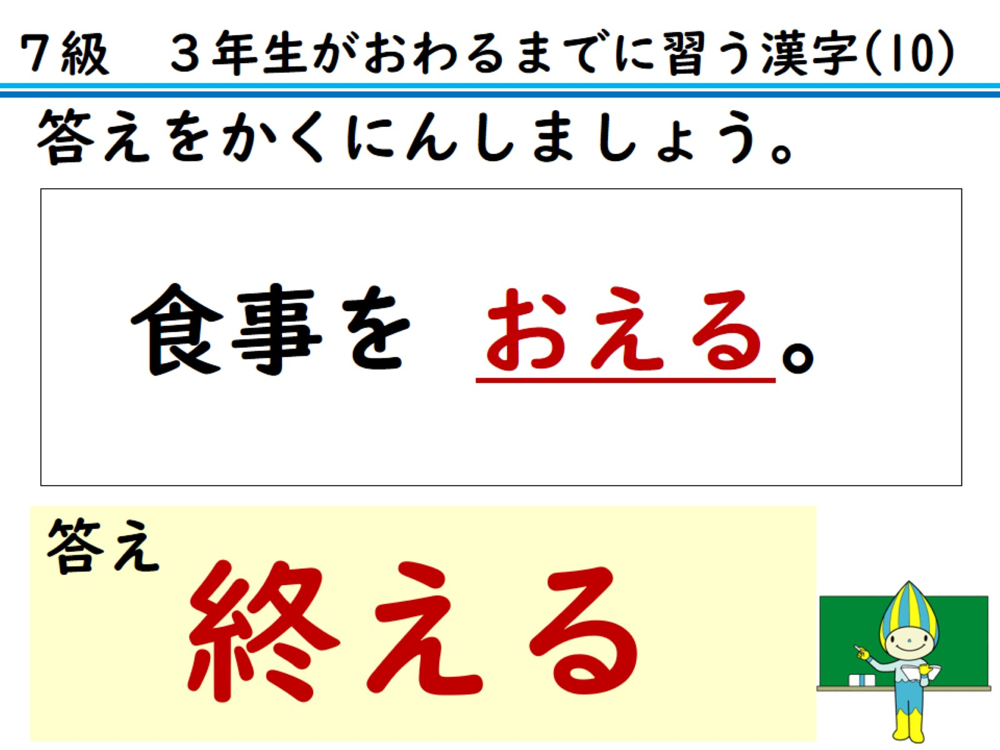 ７級　３年生がおわるまでに習う漢字(10)
答えをかくにんしましょう。
食事を　おえる。
答え
終える